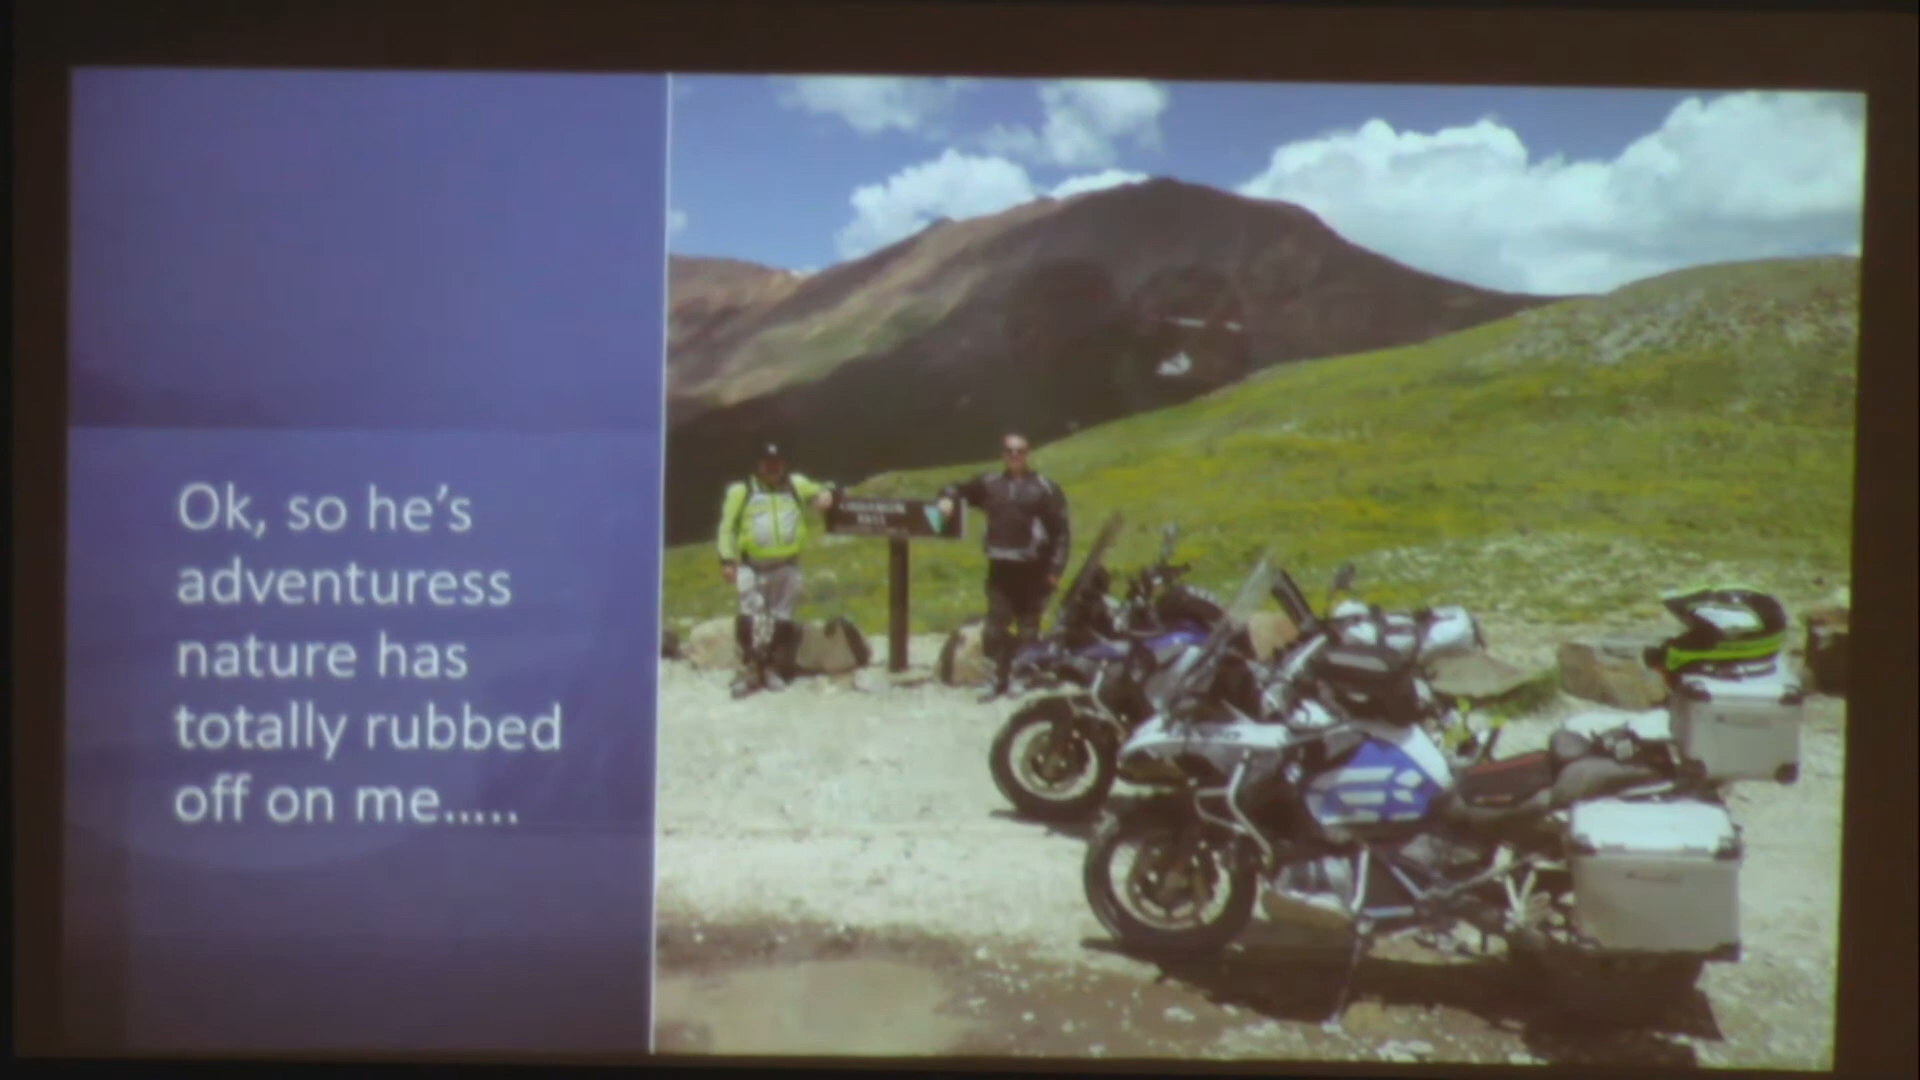 Ok, so he's
adventuress
nature has
totally rubbed
off on me.....